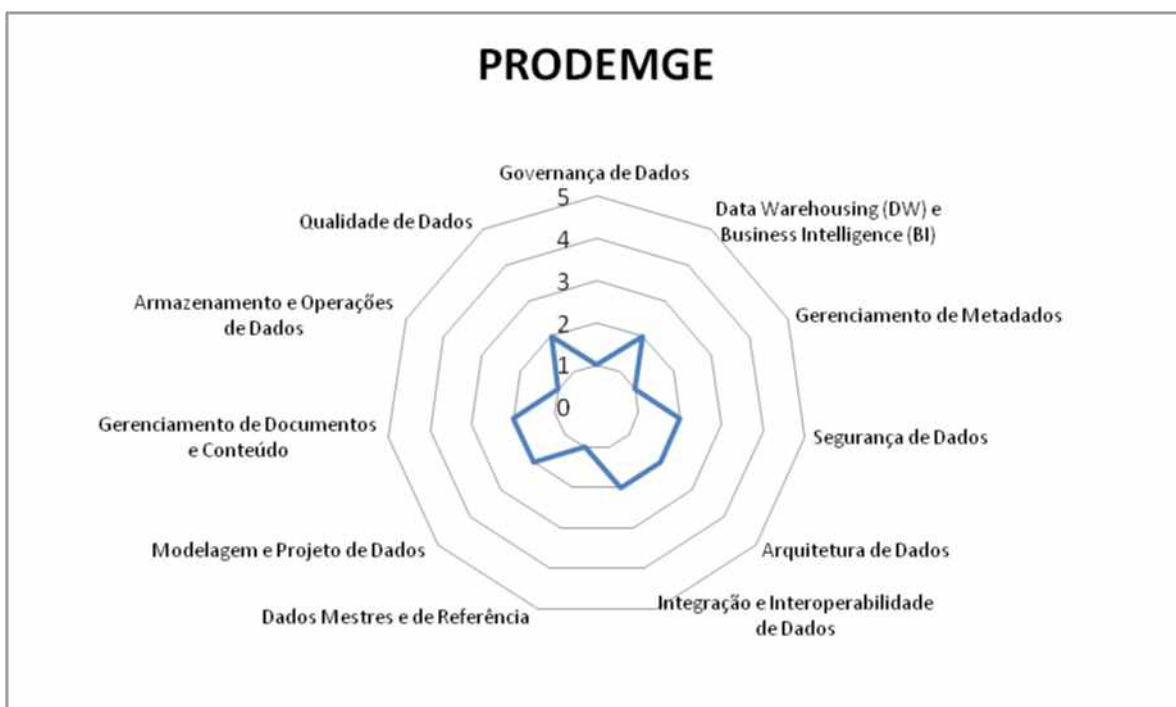 PRODEMGE
Governança de Dados
Data Warehousing (DW) e
Business Intelligence (BI)
Gerenciamento de Metadados
Segurança de Dados
Arquitetura de Dados
Integração e Interoperabilidade
de Dados
Dados Mestres e de Referência
Modelagem e Projeto de Dados
Gerenciamento de Documentos
e Conteúdo
Armazenamento e Operações
de Dados
Qualidade de Dados
5
4
3
2
1
0